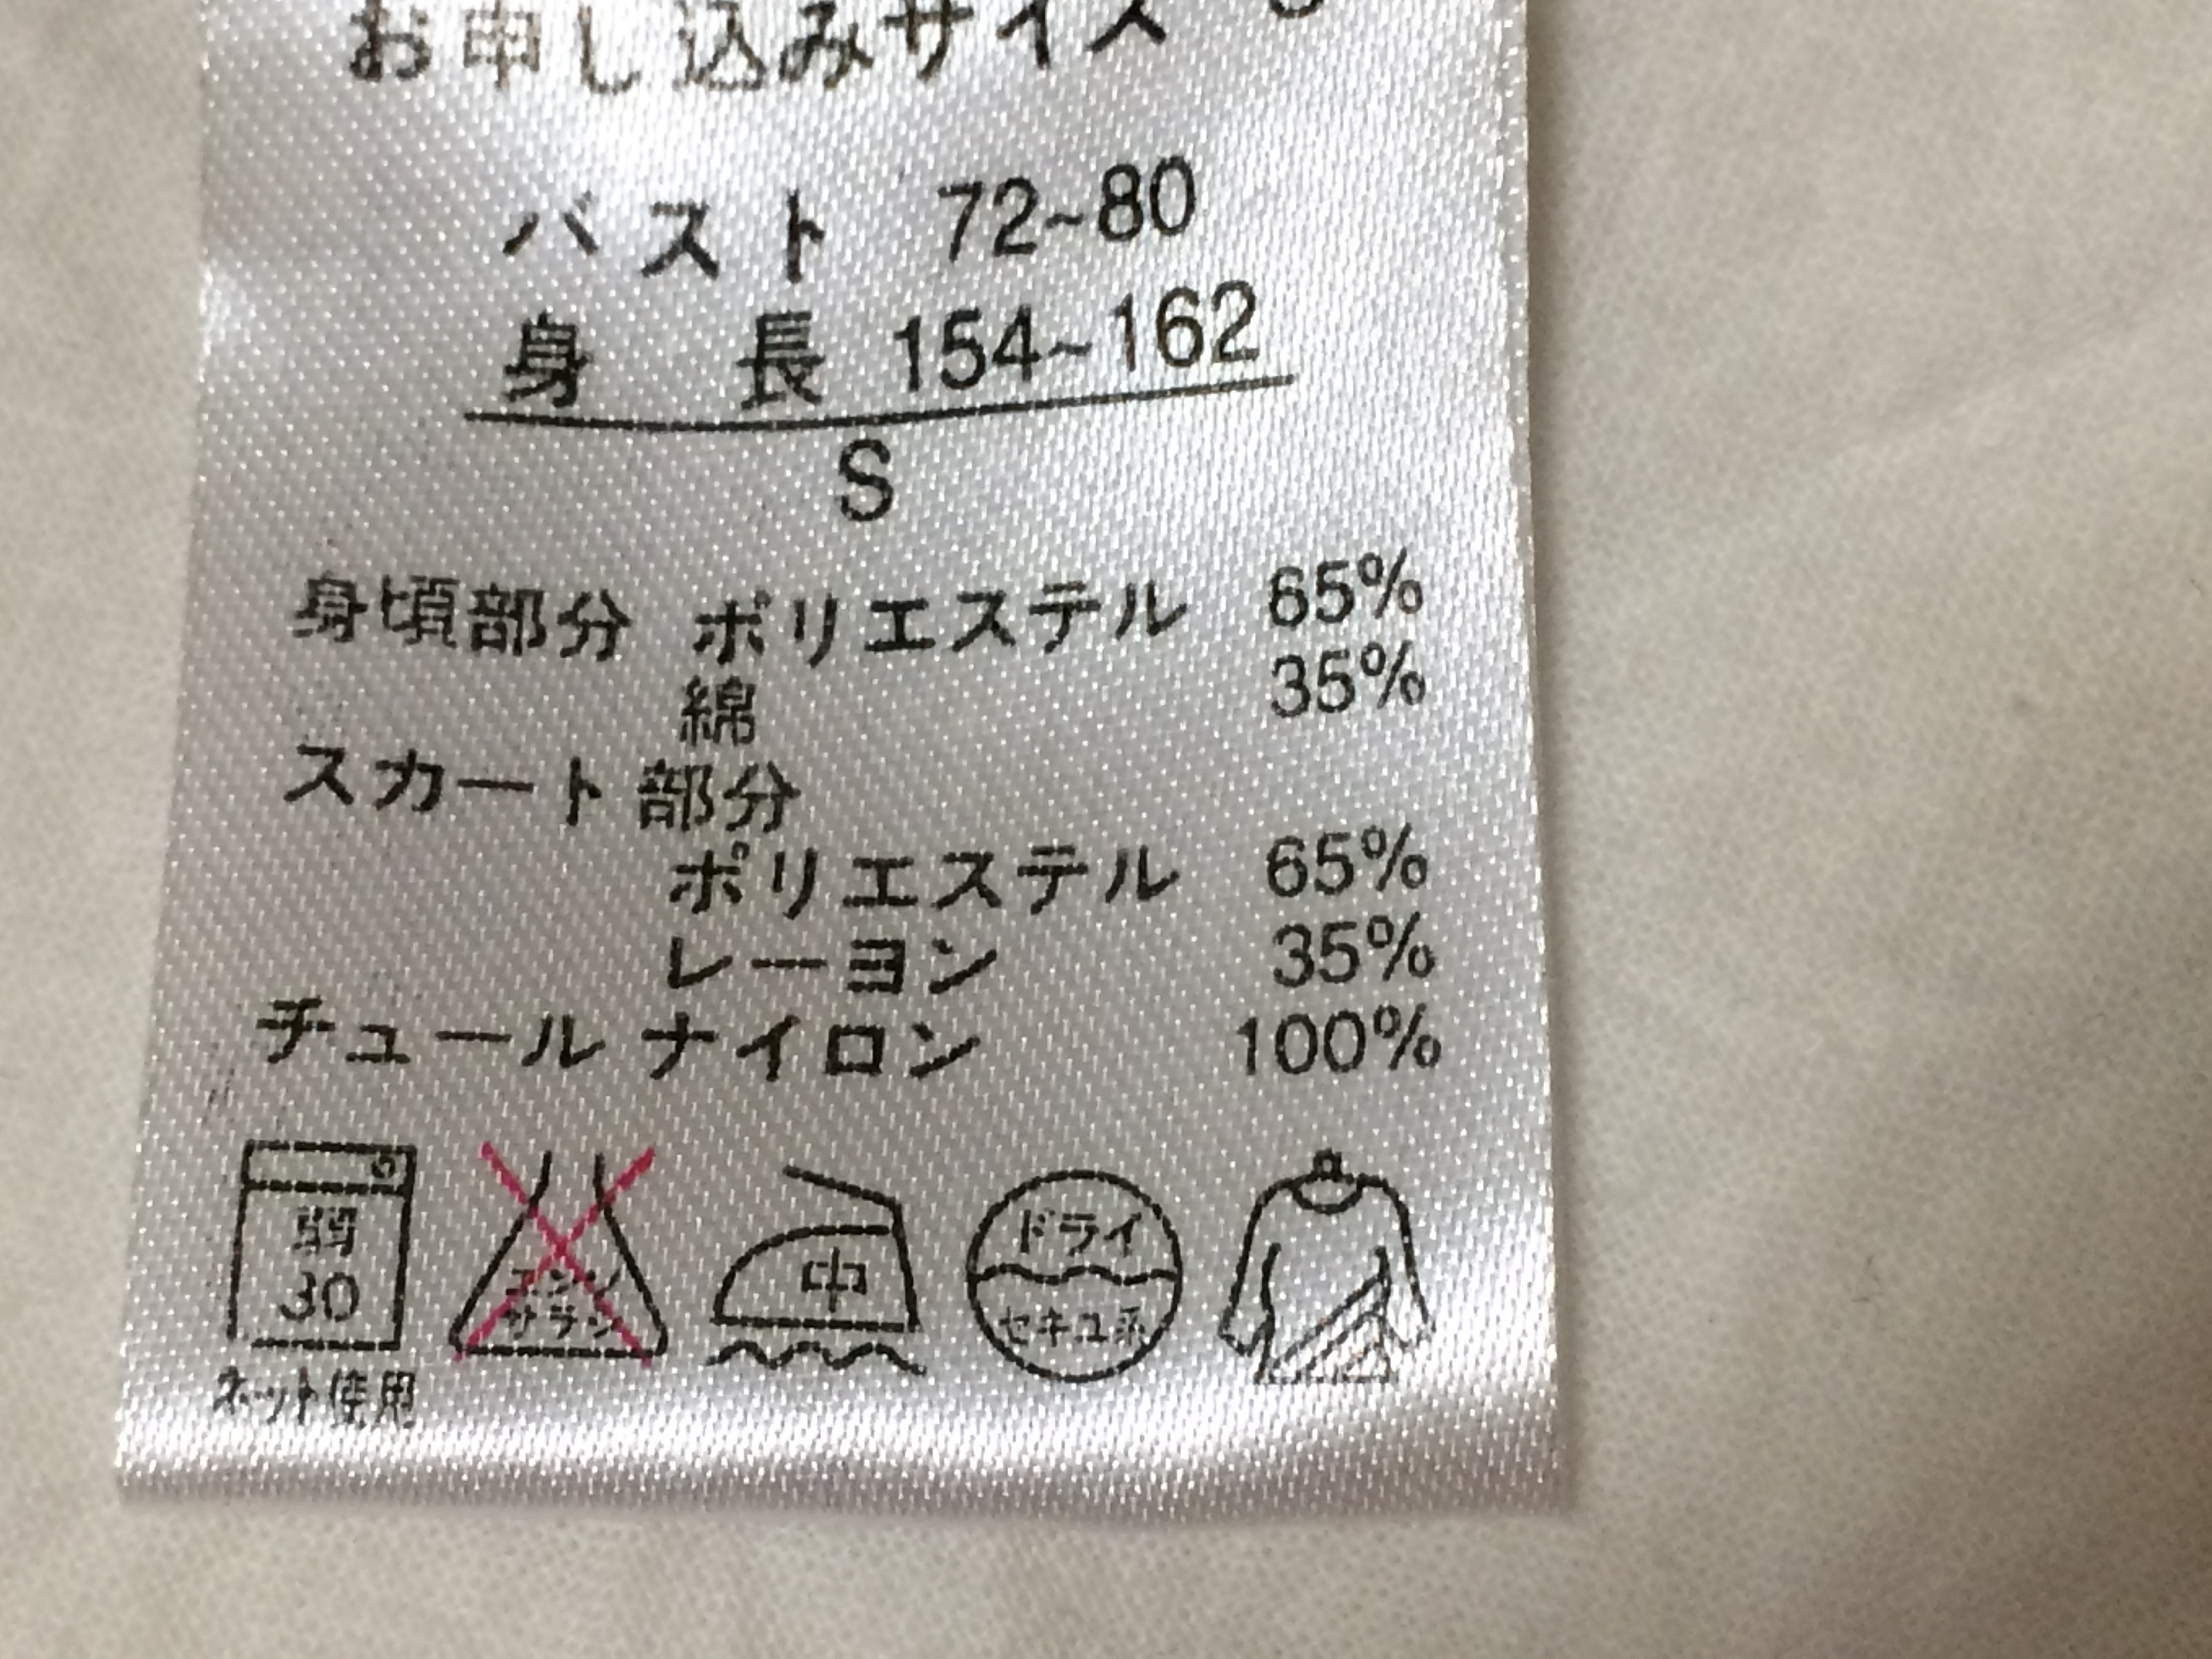 お申し込みサイズ
バスト 72~80
身 長 154~162
S
身頃部分 ポリエステル 65%
綿 35%
スカート部分
ポリエステル 65%
レーヨン 35%
チュール ナイロン 100%
弱
30
ネット使用
エンソ
サラシ
中
ドライ
セキユ系